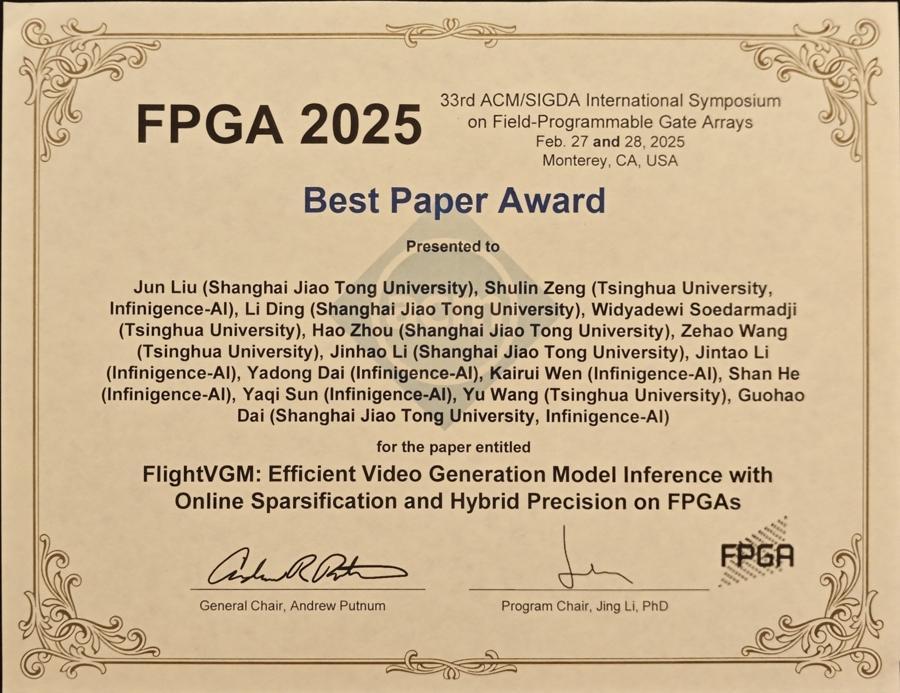 FPGA 2025
33rd ACM/SIGDA International Symposium
on Field-Programmable Gate Arrays
Feb. 27 and 28, 2025
Monterey, CA, USA
Best Paper Award
Presented to
Jun Liu (Shanghai Jiao Tong University), Shulin Zeng (Tsinghua University,
Infinigence-AI), Li Ding (Shanghai Jiao Tong University), Widyadewi Soedarmadji
(Tsinghua University), Hao Zhou (Shanghai Jiao Tong University), Zehao Wang
(Tsinghua University), Jinhao Li (Shanghai Jiao Tong University), Jintao Li
(Infinigence-AI), Yadong Dai (Infinigence-AI), Kairui Wen (Infinigence-AI), Shan He
(Infinigence-AI), Yaqi Sun (Infinigence-AI), Yu Wang (Tsinghua University), Guohao
Dai (Shanghai Jiao Tong University, Infinigence-AI)
for the paper entitled
FlightVGM: Efficient Video Generation Model Inference with
Online Sparsification and Hybrid Precision on FPGAs
FPGA
General Chair, Andrew Putnum
Program Chair, Jing Li, PhD